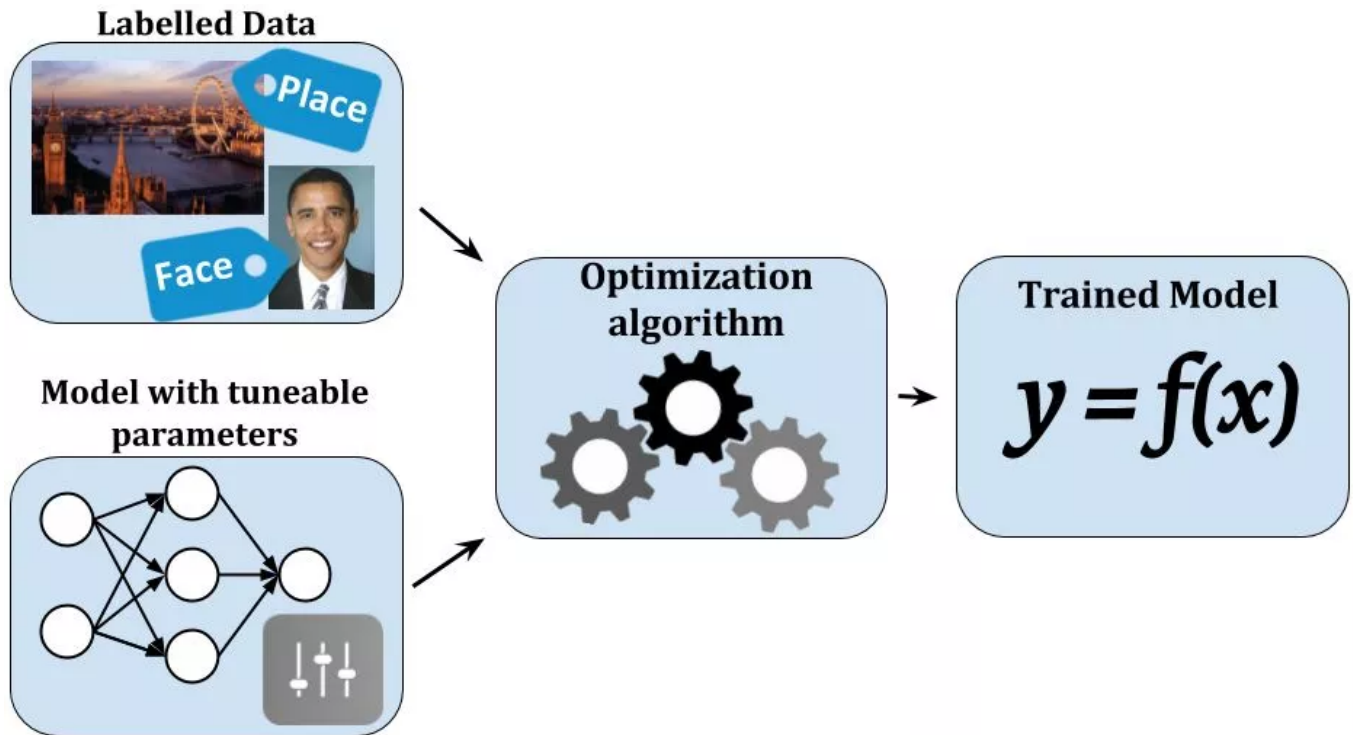 Labelled Data
Place
Face
Model with tuneable
parameters
Optimization
algorithm
Trained Model
y = f(x)